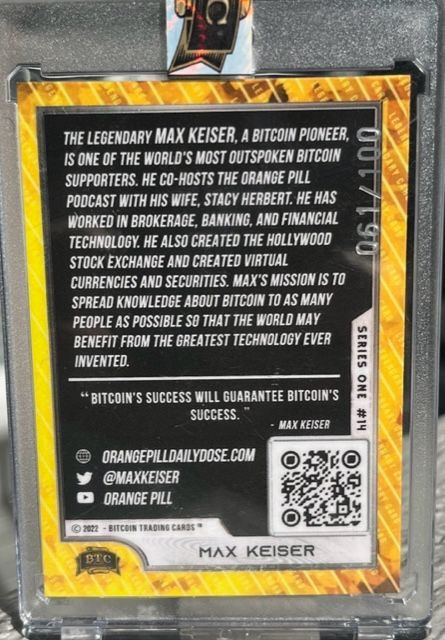 THE LEGENDARY MAX KEISER, A BITCOIN PIONEER,
IS ONE OF THE WORLD'S MOST OUTSPOKEN BITCOIN
SUPPORTERS. HE CO-HOSTS THE ORANGE PILL
PODCAST WITH HIS WIFE, STACY HERBERT. HE HAS
WORKED IN BROKERAGE, BANKING, AND FINANCIAL
TECHNOLOGY. HE ALSO CREATED THE HOLLYWOOD
STOCK EXCHANGE AND CREATED VIRTUAL
CURRENCIES AND SECURITIES. MAX'S MISSION IS TO
SPREAD KNOWLEDGE ABOUT BITCOIN TO AS MANY
PEOPLE AS POSSIBLE SO THAT THE WORLD MAY
BENEFIT FROM THE GREATEST TECHNOLOGY EVER
INVENTED.
061/100
SERIES ONE #14
"BITCOIN'S SUCCESS WILL GUARANTEE BITCOIN'S
SUCCESS."
- MAX KEISER
ORANGEPILLDAILYDOSE.COM
@MAXKEISER
ORANGE PILL
© 2022 - BITCOIN TRADING CARDS™
BTC
MAX KEISER